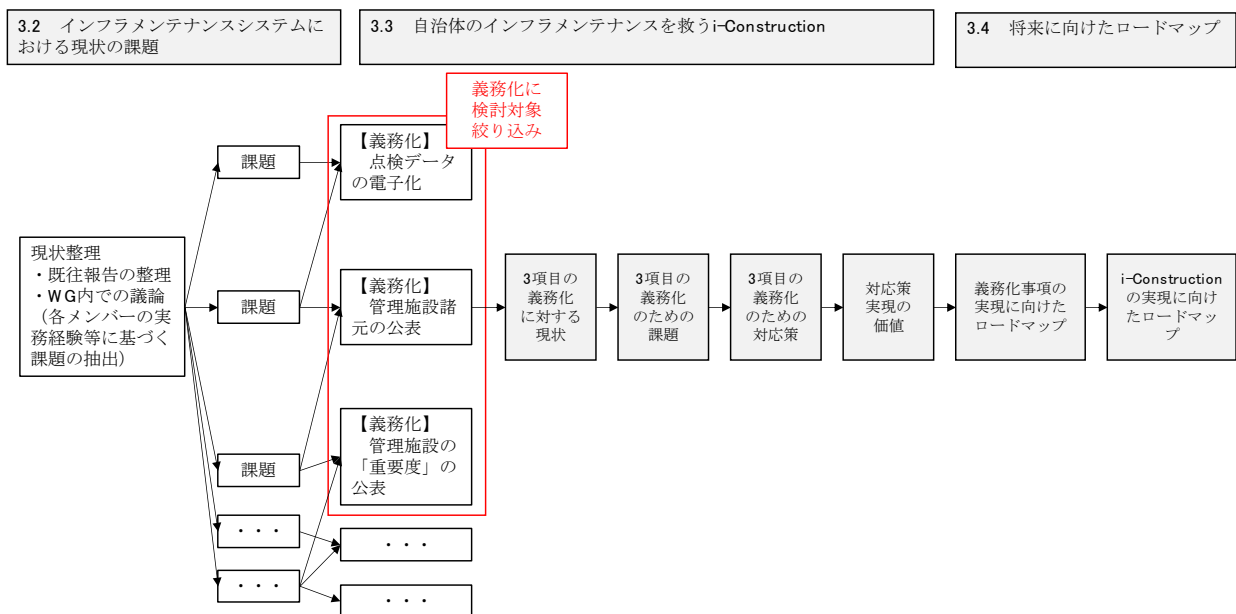 3.2　インフラメンテナンスシステムに
おける現状の課題
3.3　自治体のインフラメンテナンスを救うi-Construction
3.4　将来に向けたロードマップ
義務化に
検討対象
絞り込み
現状整理
・既往報告の整理
・WG内での議論
（各メンバーの実
務経験等に基づく
課題の抽出）
課題
課題
課題
・・・
・・・
【義務化】
点検データ
の電子化
【義務化】
管理施設諸
元の公表
【義務化】
管理施設の
「重要度」の
公表
・・・
・・・
3項目の
義務化
に対する
現状
3項目の
義務化
のための
課題
3項目の
義務化
のための
対応策
対応策
実現の
価値
義務化事項の
実現に向けた
ロードマップ
i-Construction
の実現に向け
たロードマッ
プ